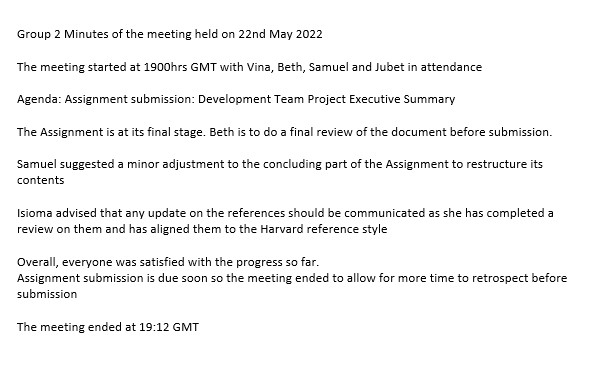 Group 2 Minutes of the meeting held on 22nd May 2022
The meeting started at 1900hrs GMT with Vina, Beth, Samuel and Jubet in attendance
Agenda: Assignment submission: Development Team Project Executive Summary
The Assignment is at its final stage. Beth is to do a final review of the document before submission.
Samuel suggested a minor adjustment to the concluding part of the Assignment to restructure its
contents
Isioma advised that any update on the references should be communicated as she has completed a
review on them and has aligned them to the Harvard reference style
Overall, everyone was satisfied with the progress so far.
Assignment submission is due soon so the meeting ended to allow for more time to retrospect before
submission
The meeting ended at 19:12 GMT